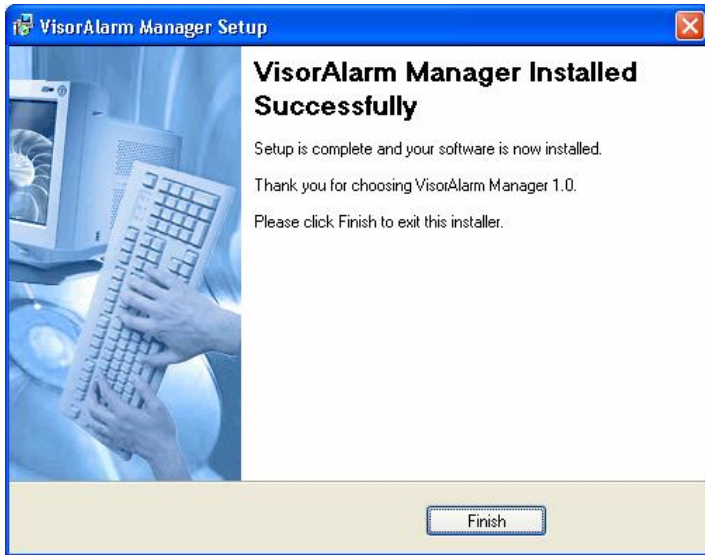 VisorAlarm Manager Setup
VisorAlarm Manager Installed
Successfully
Setup is complete and your software is now installed.
Thank you for choosing VisorAlarm Manager 1.0.
Please click Finish to exit this installer.
Finish